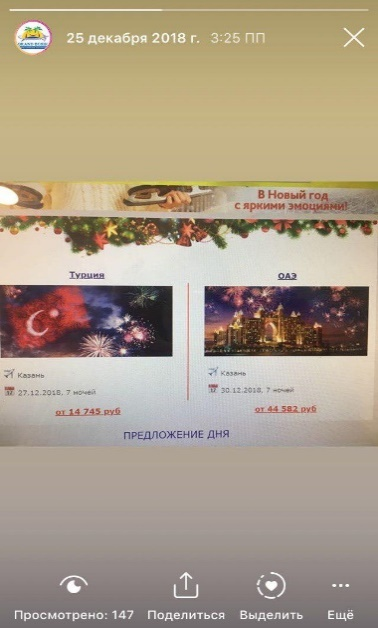 25 декабря 2018 г. 3:25 ПП
В Новый год
с яркими эмоциями!
Турция
ОАЭ
Казань
27.12.2018, 7 ночей
от 14 745 руб
Казань
30.12.2018, 7 ночей
от 44 582 руб
ПРЕДЛОЖЕНИЕ ДНЯ
Просмотрено: 147
Поделиться
Выделить
Ещё